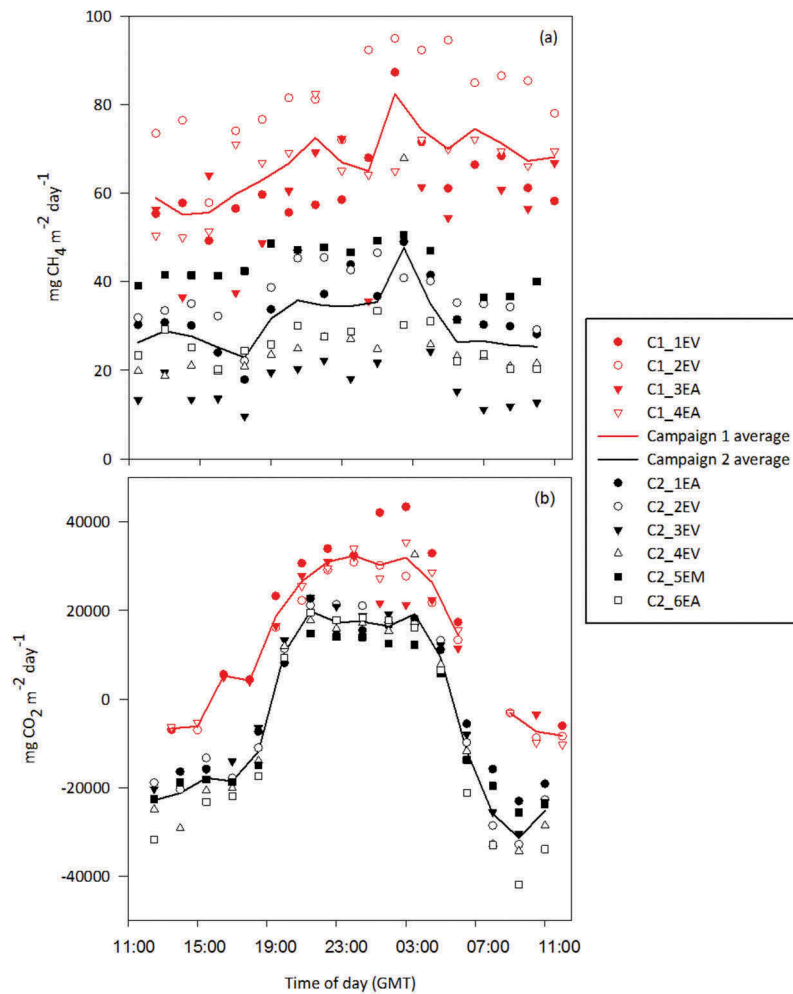 100
80
60
40
20
0
mg CH4 m-2 day-1
(a)
40000
20000
0
-20000
-40000
mg CO2 m-2 day-1
(b)
11:00 15:00 19:00 23:00 03:00 07:00 11:00
Time of day (GMT)
C1_1EV
C1_2EV
C1_3EA
C1_4EA
Campaign 1 average
Campaign 2 average
C2_1EA
C2_2EV
C2_3EV
C2_4EV
C2_5EM
C2_6EA